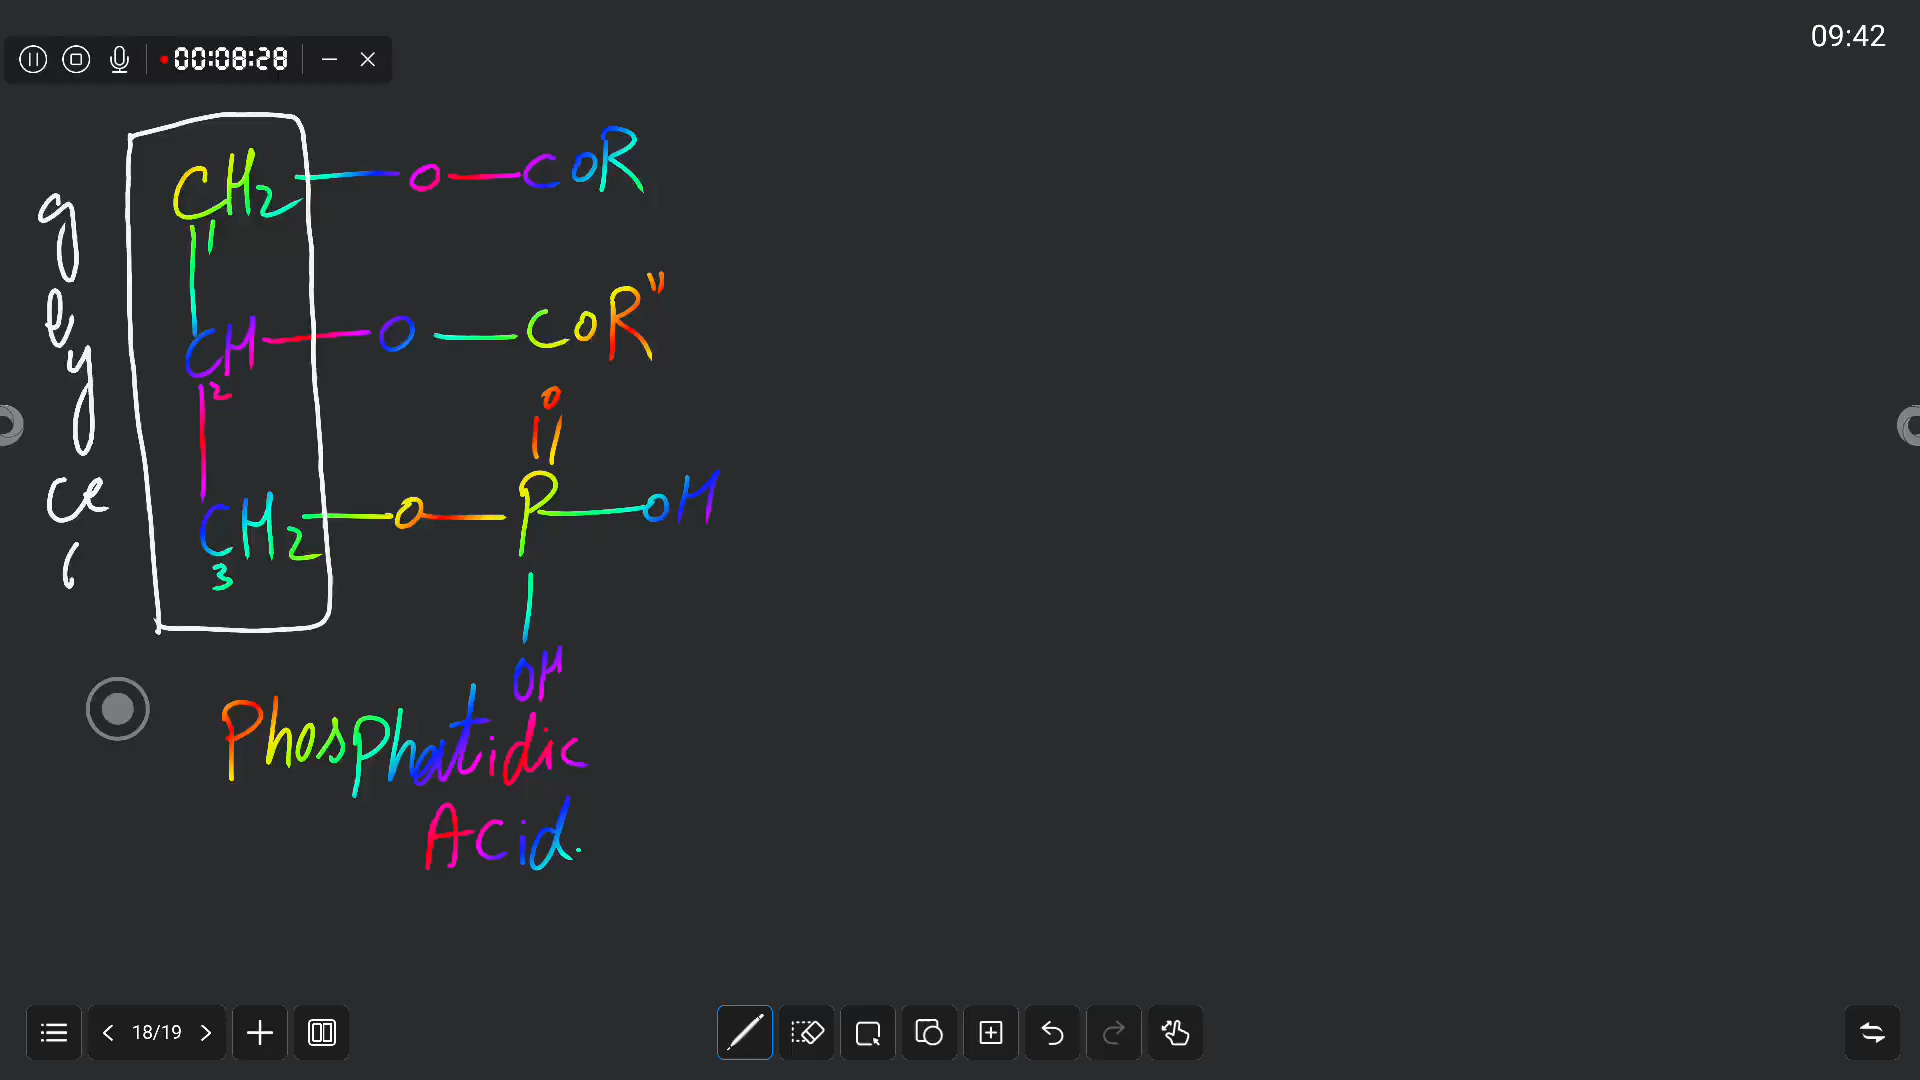 09:42
00:08:28
CH2 — O — COR
1
CH — O — COR"
2
O
CH2 — O — P — OH
3
OH
Phosphatidic
Acid.
18/19